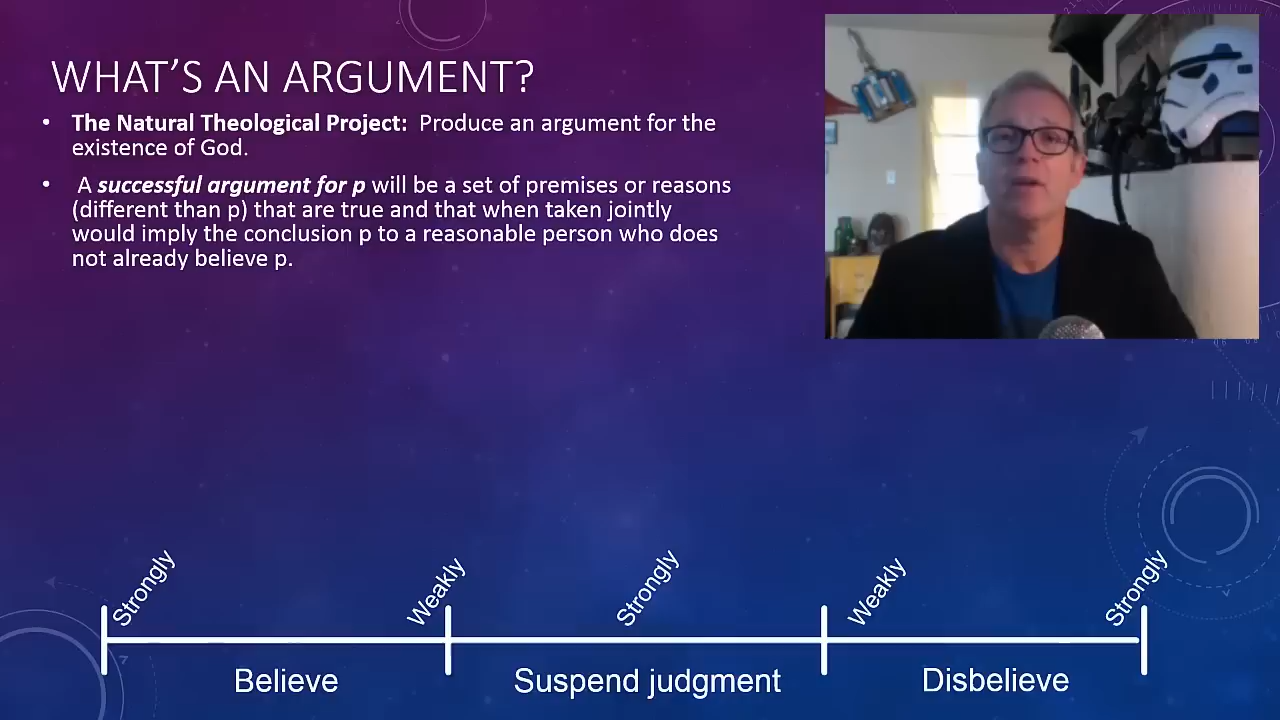 WHAT'S AN ARGUMENT?
• The Natural Theological Project: Produce an argument for the
existence of God.
• A successful argument for p will be a set of premises or reasons
(different than p) that are true and that when taken jointly
would imply the conclusion p to a reasonable person who does
not already believe p.
Strongly
Weakly
Strongly
Weakly
Strongly
Believe
Suspend judgment
Disbelieve